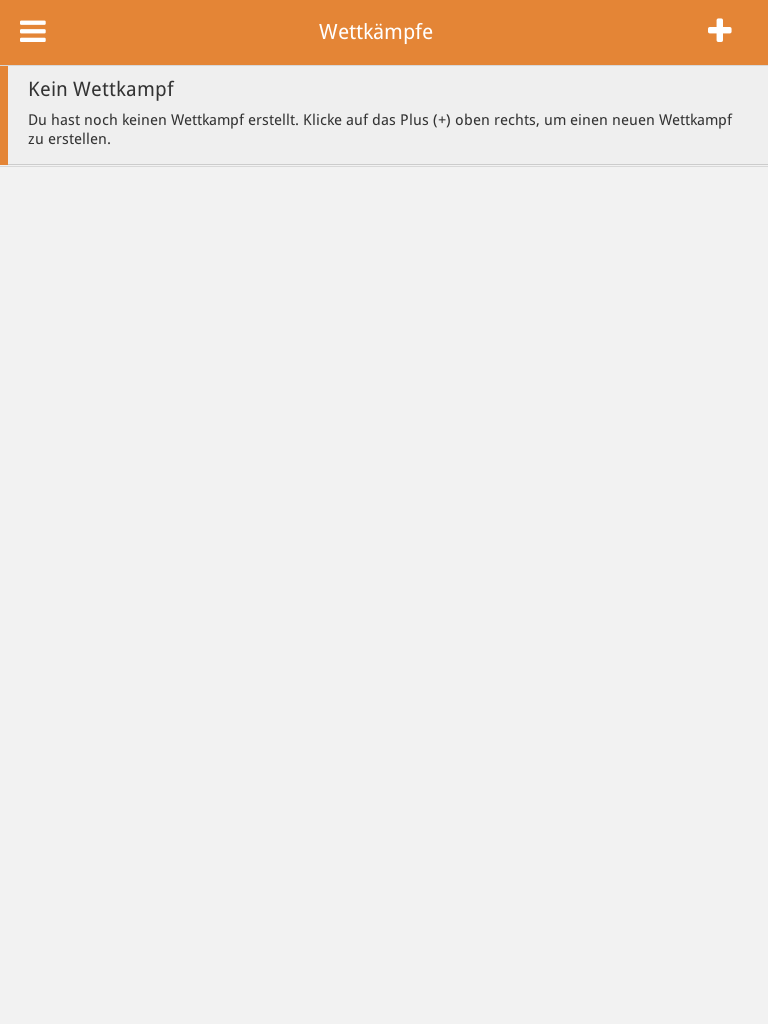 Wettkämpfe
Kein Wettkampf
Du hast noch keinen Wettkampf erstellt. Klicke auf das Plus (+) oben rechts, um einen neuen Wettkampf
zu erstellen.